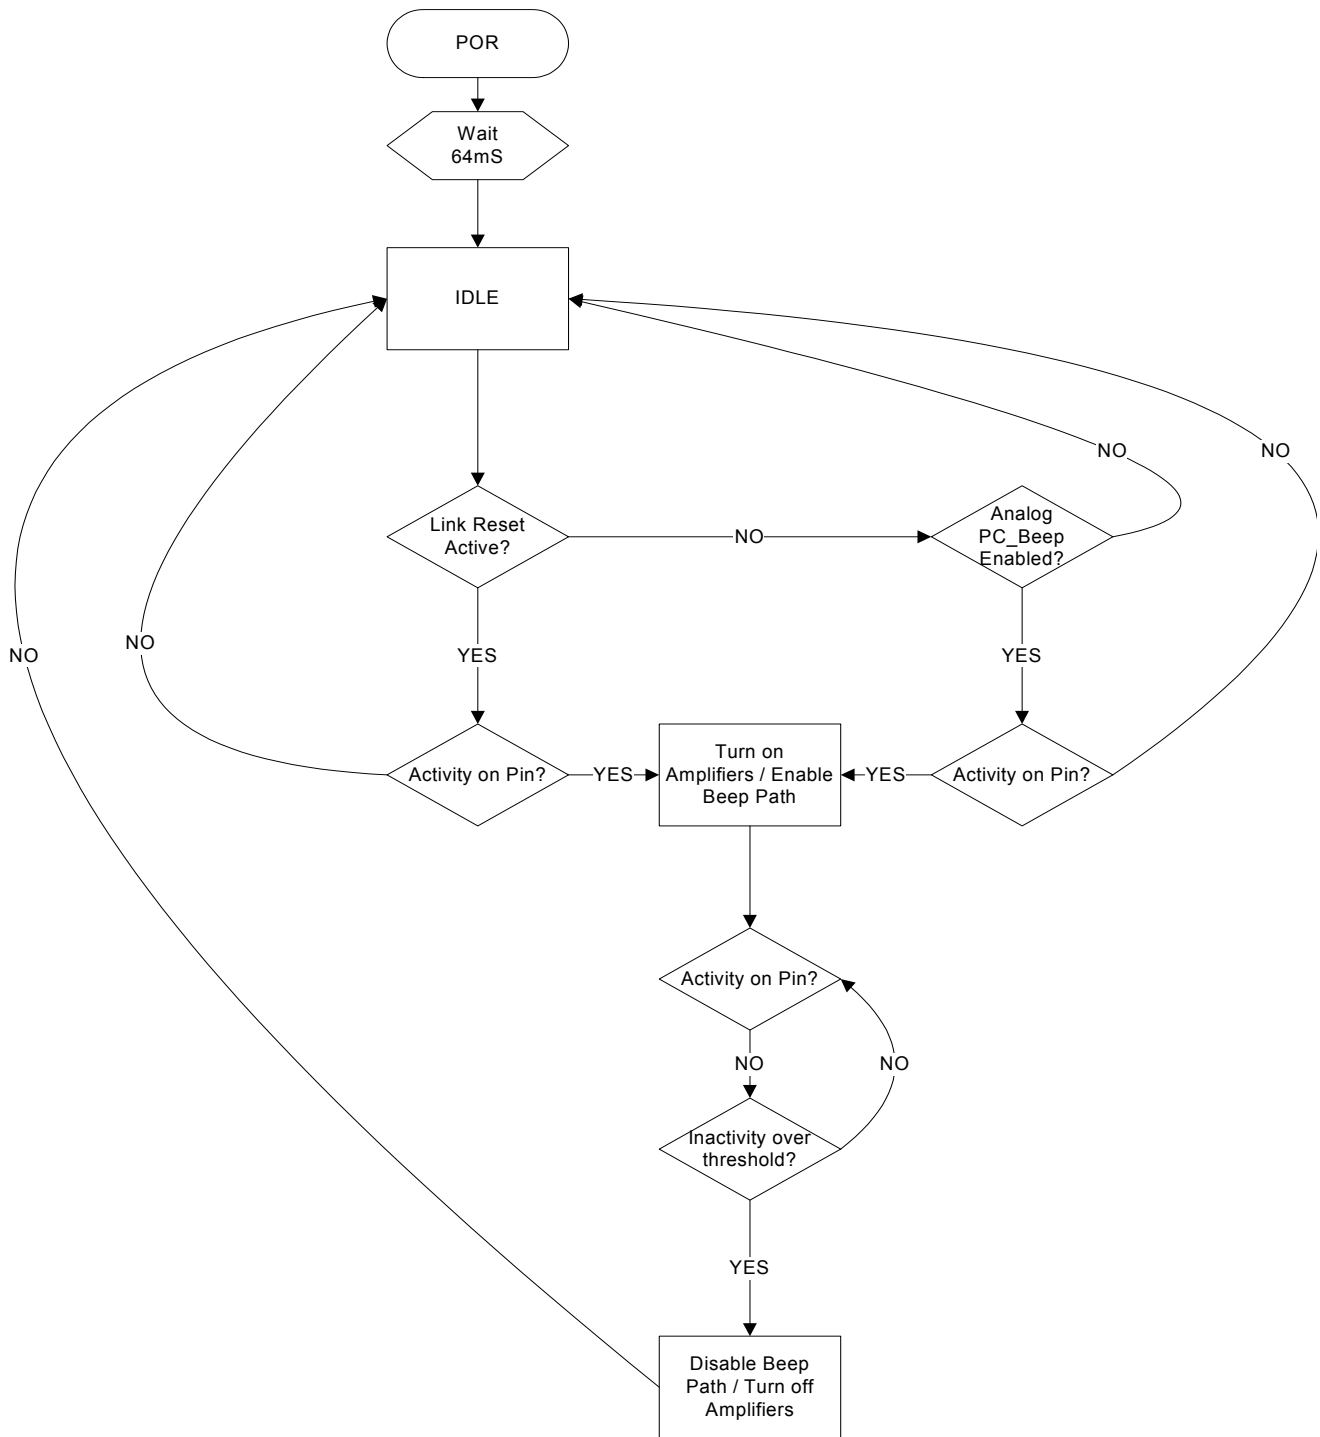 POR
Wait
64mS
IDLE
NO
NO
Link Reset
Active?
NO
Analog
PC_Beep
Enabled?
NO
NO
YES
YES
Activity on Pin?
YES
Turn on
Amplifiers / Enable
Beep Path
YES
Activity on Pin?
Activity on Pin?
NO
NO
Inactivity over
threshold?
YES
Disable Beep
Path / Turn off
Amplifiers